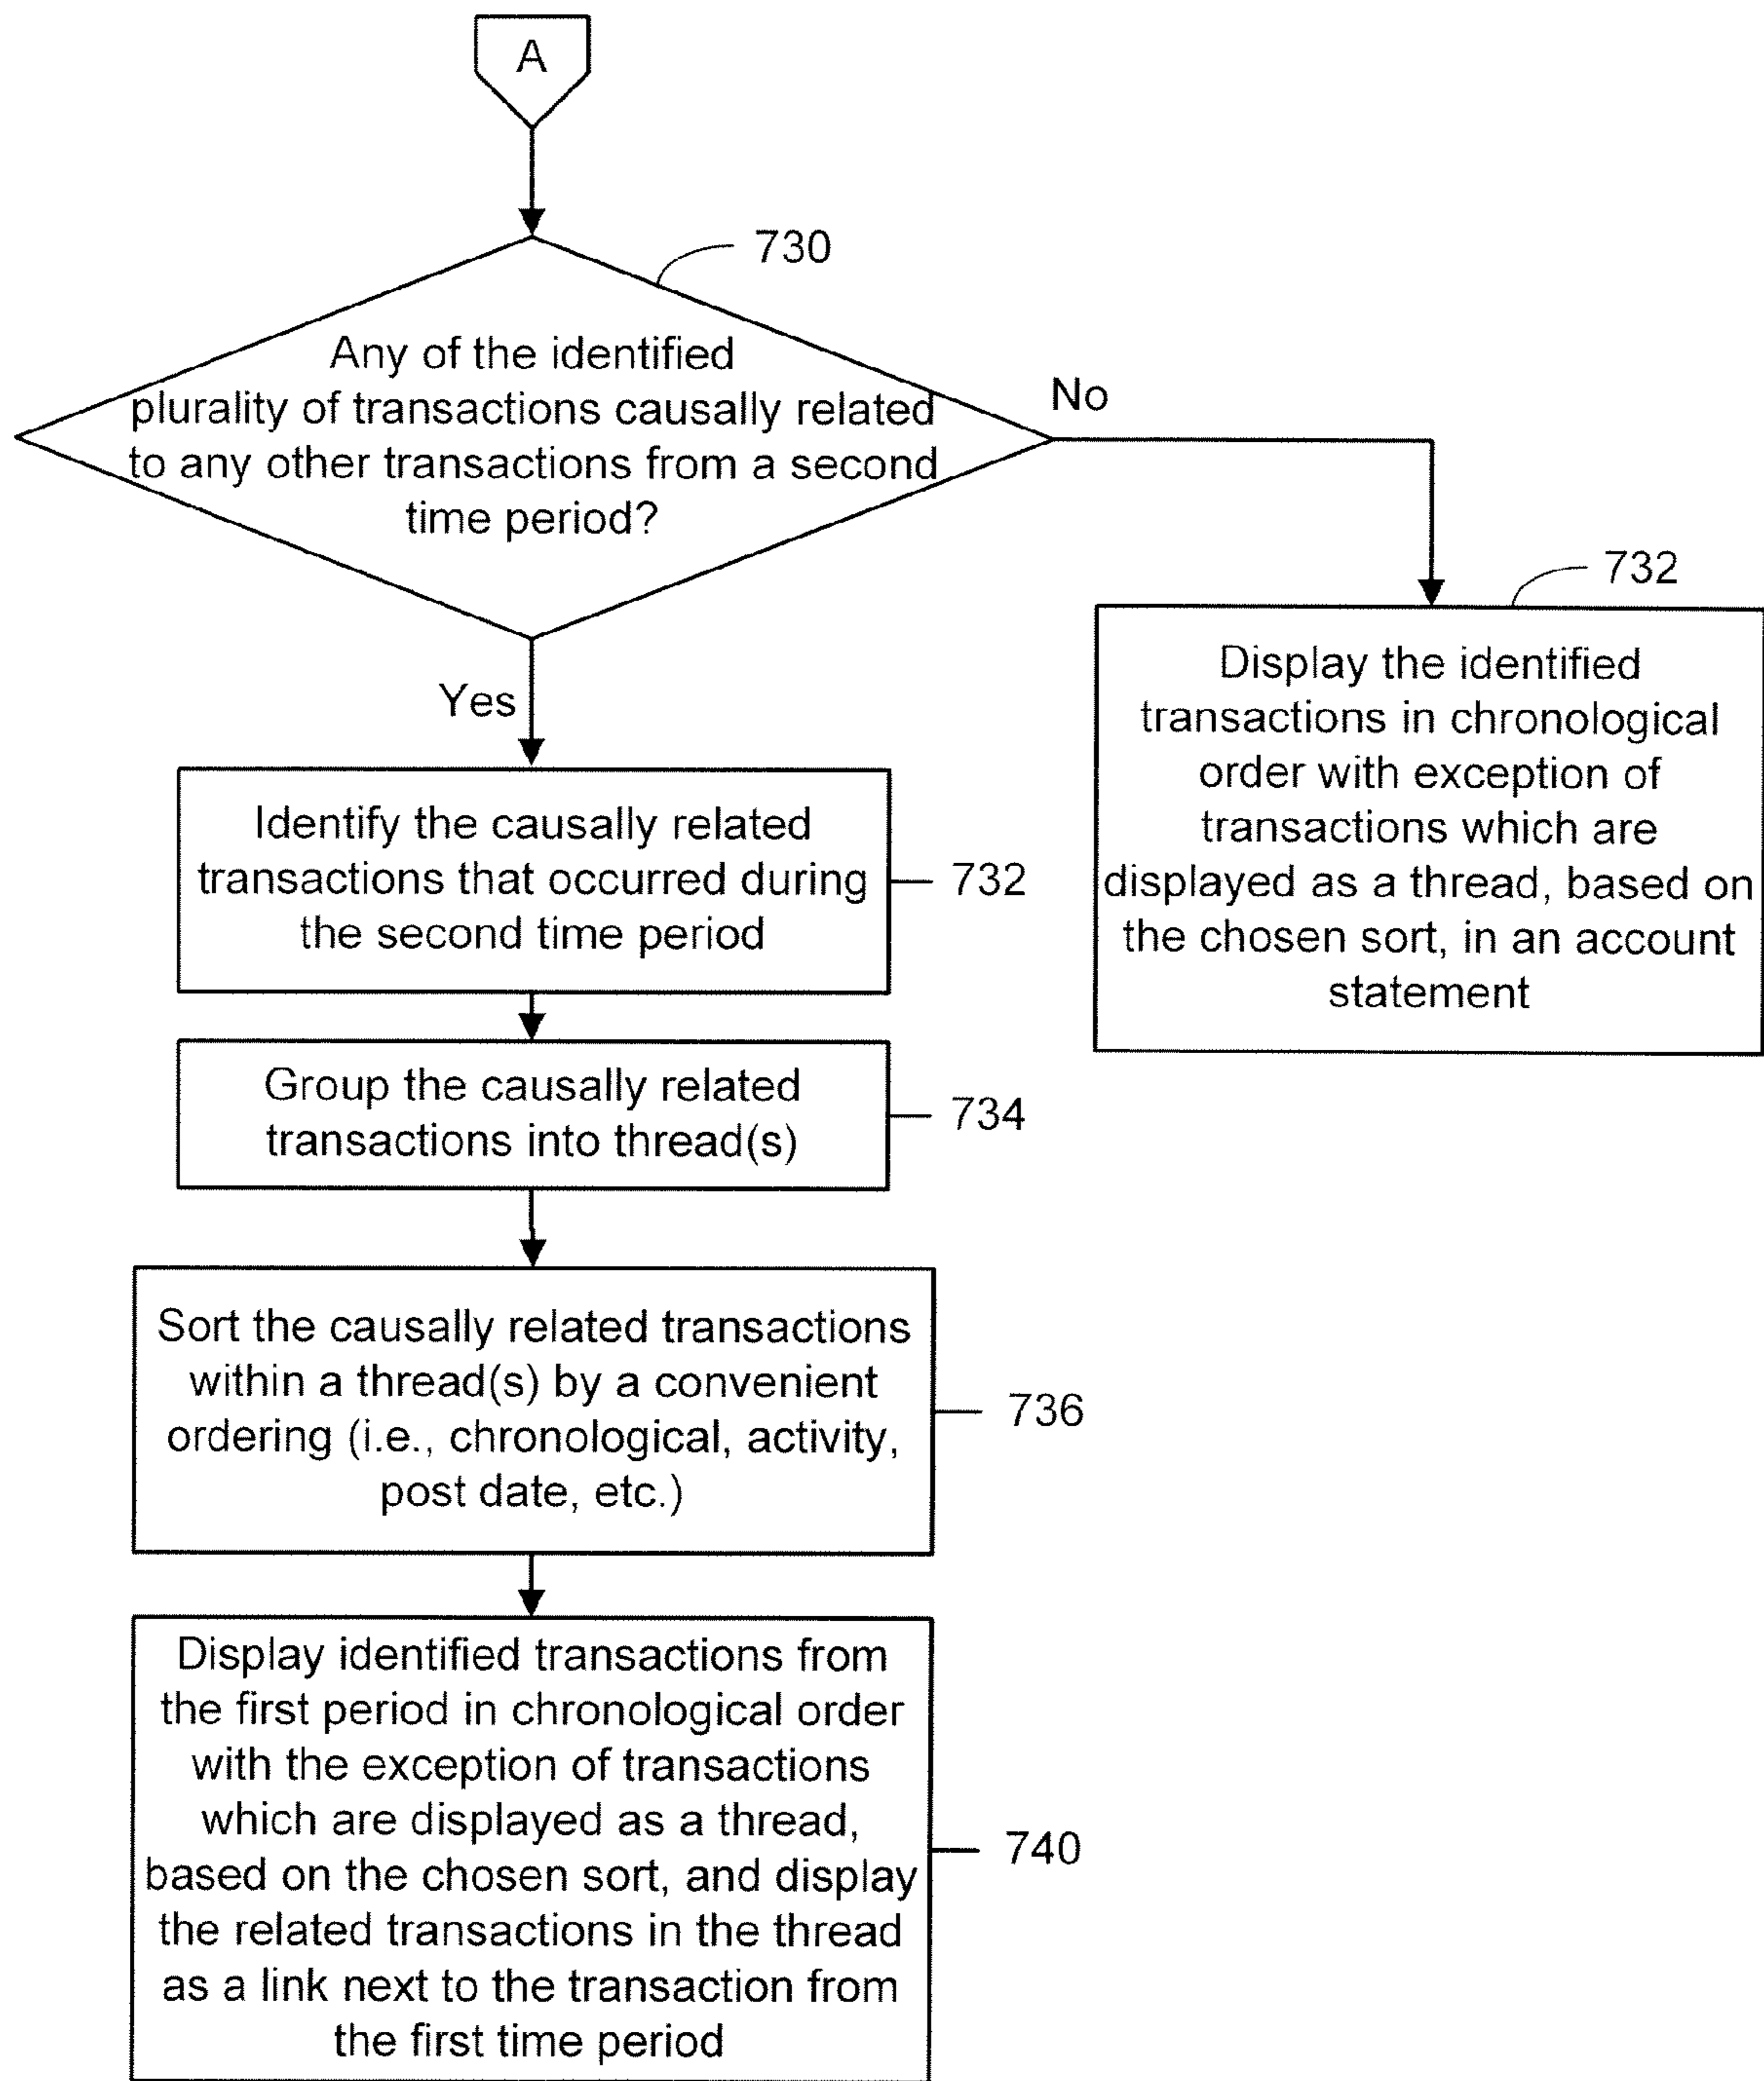 A
730
Any of the identified
plurality of transactions causally related
to any other transactions from a second
time period?
No
Yes
732
Display the identified
transactions in chronological
order with exception of
transactions which are
displayed as a thread, based on
the chosen sort, in an account
statement
Identify the causally related
transactions that occurred during
the second time period
732
Group the causally related
transactions into thread(s)
734
Sort the causally related transactions
within a thread(s) by a convenient
ordering (i.e., chronological, activity,
post date, etc.)
736
Display identified transactions from
the first period in chronological order
with the exception of transactions
which are displayed as a thread,
based on the chosen sort, and display
the related transactions in the thread
as a link next to the transaction from
the first time period
740